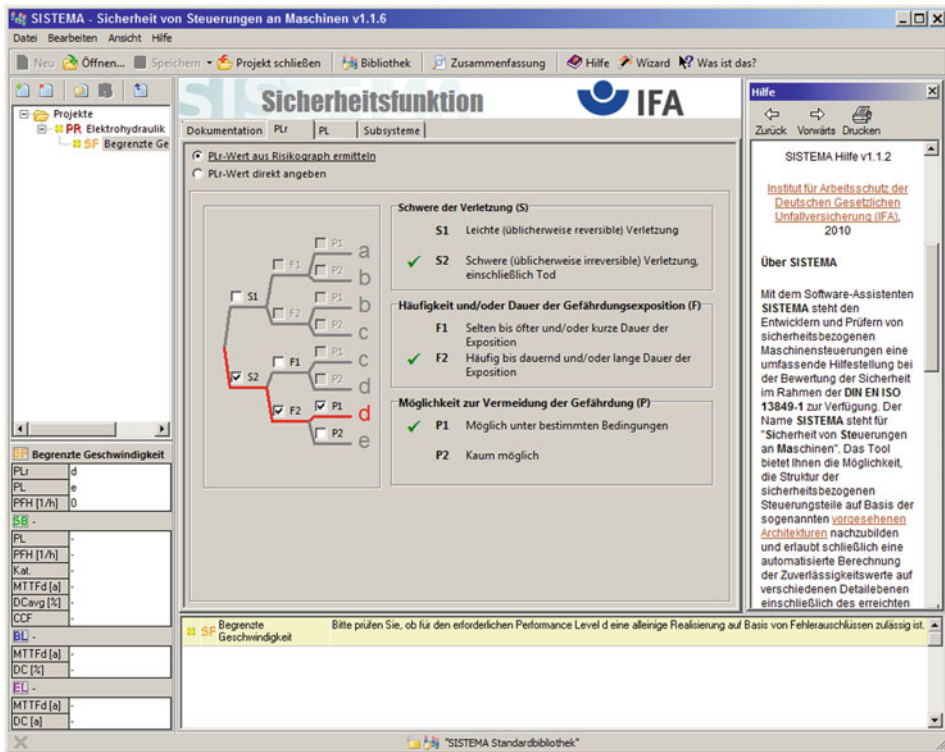 SISTEMA - Sicherheit von Steuerungen an Maschinen v1.1.6
Datei Bearbeiten Ansicht Hilfe
Neu Öffnen... Speichern Projekt schließen Bibliothek Zusammenfassung Hilfe Wizard Was ist das?
Projekte
PR Elektrohydraulik
SF Begrenzte Ge
SISTEMA
Sicherheitsfunktion
IFA
Dokumentation PLr PL Subsysteme
PLr-Wert aus Risikograph ermitteln
PLr-Wert direkt angeben
S1
F1
P1 a
P2 b
F2
P1 b
P2 c
S2
F1
P1 c
P2 d
F2
P1 d
P2 e
Schwere der Verletzung (S)
S1 Leichte (üblicherweise reversible) Verletzung
S2 Schwere (üblicherweise irreversible) Verletzung,
einschließlich Tod
Häufigkeit und/oder Dauer der Gefährdungsexposition (F)
F1 Selten bis öfter und/oder kurze Dauer der
Exposition
F2 Häufig bis dauernd und/oder lange Dauer der
Exposition
Möglichkeit zur Vermeidung der Gefährdung (P)
P1 Möglich unter bestimmten Bedingungen
P2 Kaum möglich
Hilfe
Zurück Vorwärts Drucken
SISTEMA Hilfe v1.1.2
Institut für Arbeitsschutz der
Deutschen Gesetzlichen
Unfallversicherung (IFA),
2010
Über SISTEMA
Mit dem Software-Assistenten
SISTEMA steht den
Entwicklern und Prüfern von
sicherheitsbezogenen
Maschinensteuerungen eine
umfassende Hilfestellung bei
der Bewertung der Sicherheit
im Rahmen der DIN EN ISO
13849-1 zur Verfügung. Der
Name SISTEMA steht für
"Sicherheit von Steuerungen
an Maschinen". Das Tool
bietet Ihnen die Möglichkeit,
die Struktur der
sicherheitsbezogenen
Steuerungsteile auf Basis der
sogenannten vorgesehenen
Architekturen nachzubilden
und erlaubt schließlich eine
automatisierte Berechnung
der Zuverlässigkeitswerte auf
verschiedenen Detailebenen
einschließlich des erreichten
SF Begrenzte Geschwindigkeit
PLr d
PL e
PFH [1/h] 0
SB -
PL -
PFH [1/h] -
Kat. -
MTTFd [a] -
DCavg [%] -
CCF -
BL -
MTTFd [a] -
DC [%] -
EL -
MTTFd [a] -
DC [a] -
SF Begrenzte
Geschwindigkeit
Bitte prüfen Sie, ob für den erforderlichen Performance Level d eine alleinige Realisierung auf Basis von Fehlerauschlüssen zulässig ist.
"SISTEMA Standardbibliothek"